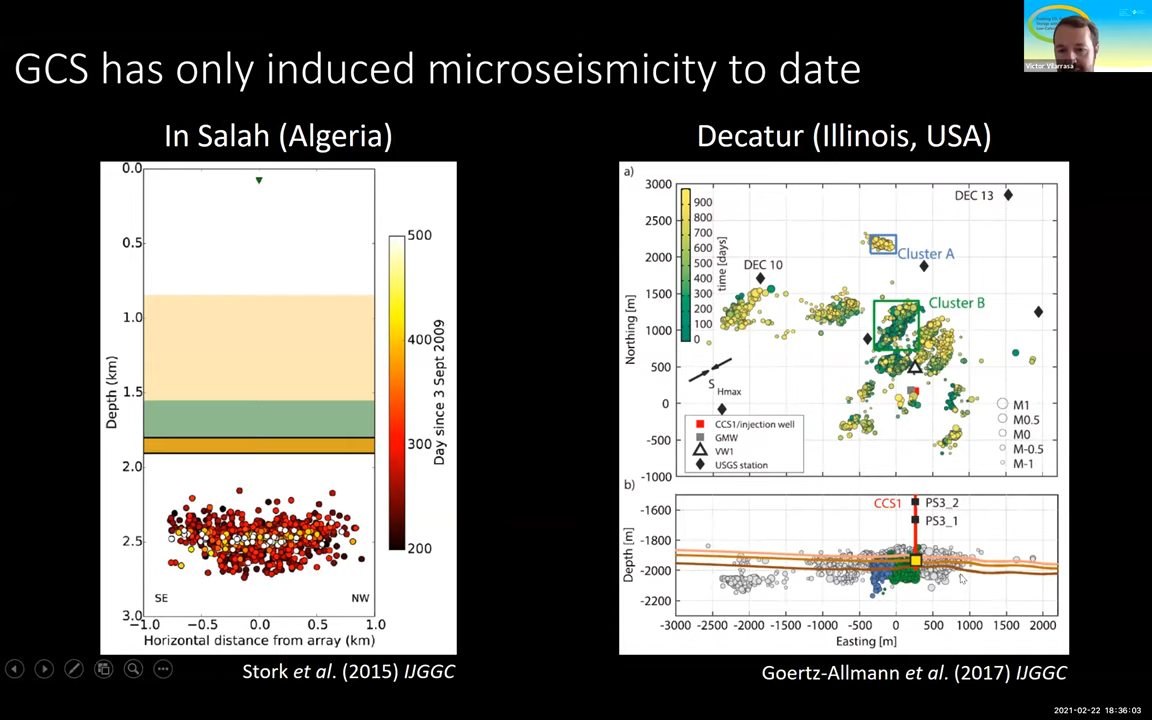 GCS has only induced microseismicity to date
Victor Vilarrasa
In Salah (Algeria)
0.0
0.5
1.0
1.5
2.0
2.5
3.0
Depth (km)
SE
NW
−1.0
−0.5
0.0
0.5
1.0
Horizontal distance from array (km)
500
400
300
200
Day since 3 Sept 2009
Stork et al. (2015) IJGGC
Decatur (Illinois, USA)
a)
3000
2500
2000
1500
1000
500
0
-500
-1000
Northing [m]
900
800
700
600
500
400
300
200
100
0
time [days]
DEC 13
DEC 10
Cluster A
Cluster B
S Hmax
CCS1/injection well
GMW
VW1
USGS station
M1
M0.5
M0
M-0.5
M-1
b)
-1600
-1800
-2000
-2200
Depth [m]
CCS1
PS3_2
PS3_1
-3000 -2500 -2000 -1500 -1000 -500 0 500 1000 1500 2000
Easting [m]
Goertz-Allmann et al. (2017) IJGGC
2021-02-22 18:36:03